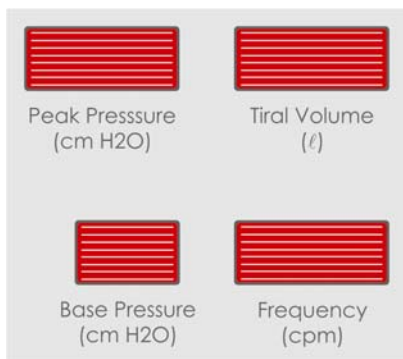 Peak Presssure
(cm H2O)
Tiral Volume
(ℓ)
Base Pressure
(cm H2O)
Frequency
(cpm)